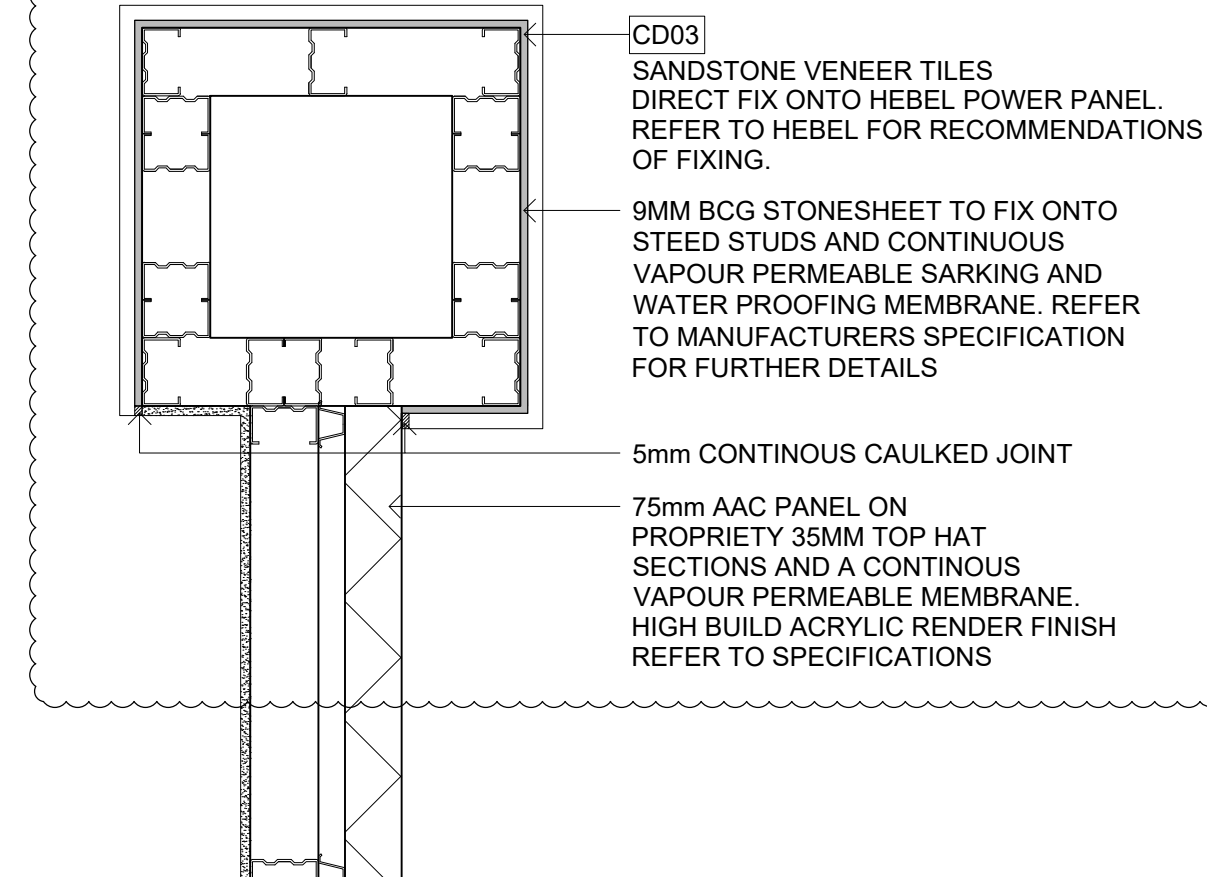 CD03
SANDSTONE VENEER TILES
DIRECT FIX ONTO HEBEL POWER PANEL.
REFER TO HEBEL FOR RECOMMENDATIONS
OF FIXING.
9MM BCG STONESHEET TO FIX ONTO
STEED STUDS AND CONTINUOUS
VAPOUR PERMEABLE SARKING AND
WATER PROOFING MEMBRANE. REFER
TO MANUFACTURERS SPECIFICATION
FOR FURTHER DETAILS
5mm CONTINOUS CAULKED JOINT
75mm AAC PANEL ON
PROPRIETY 35MM TOP HAT
SECTIONS AND A CONTINOUS
VAPOUR PERMEABLE MEMBRANE.
HIGH BUILD ACRYLIC RENDER FINISH
REFER TO SPECIFICATIONS